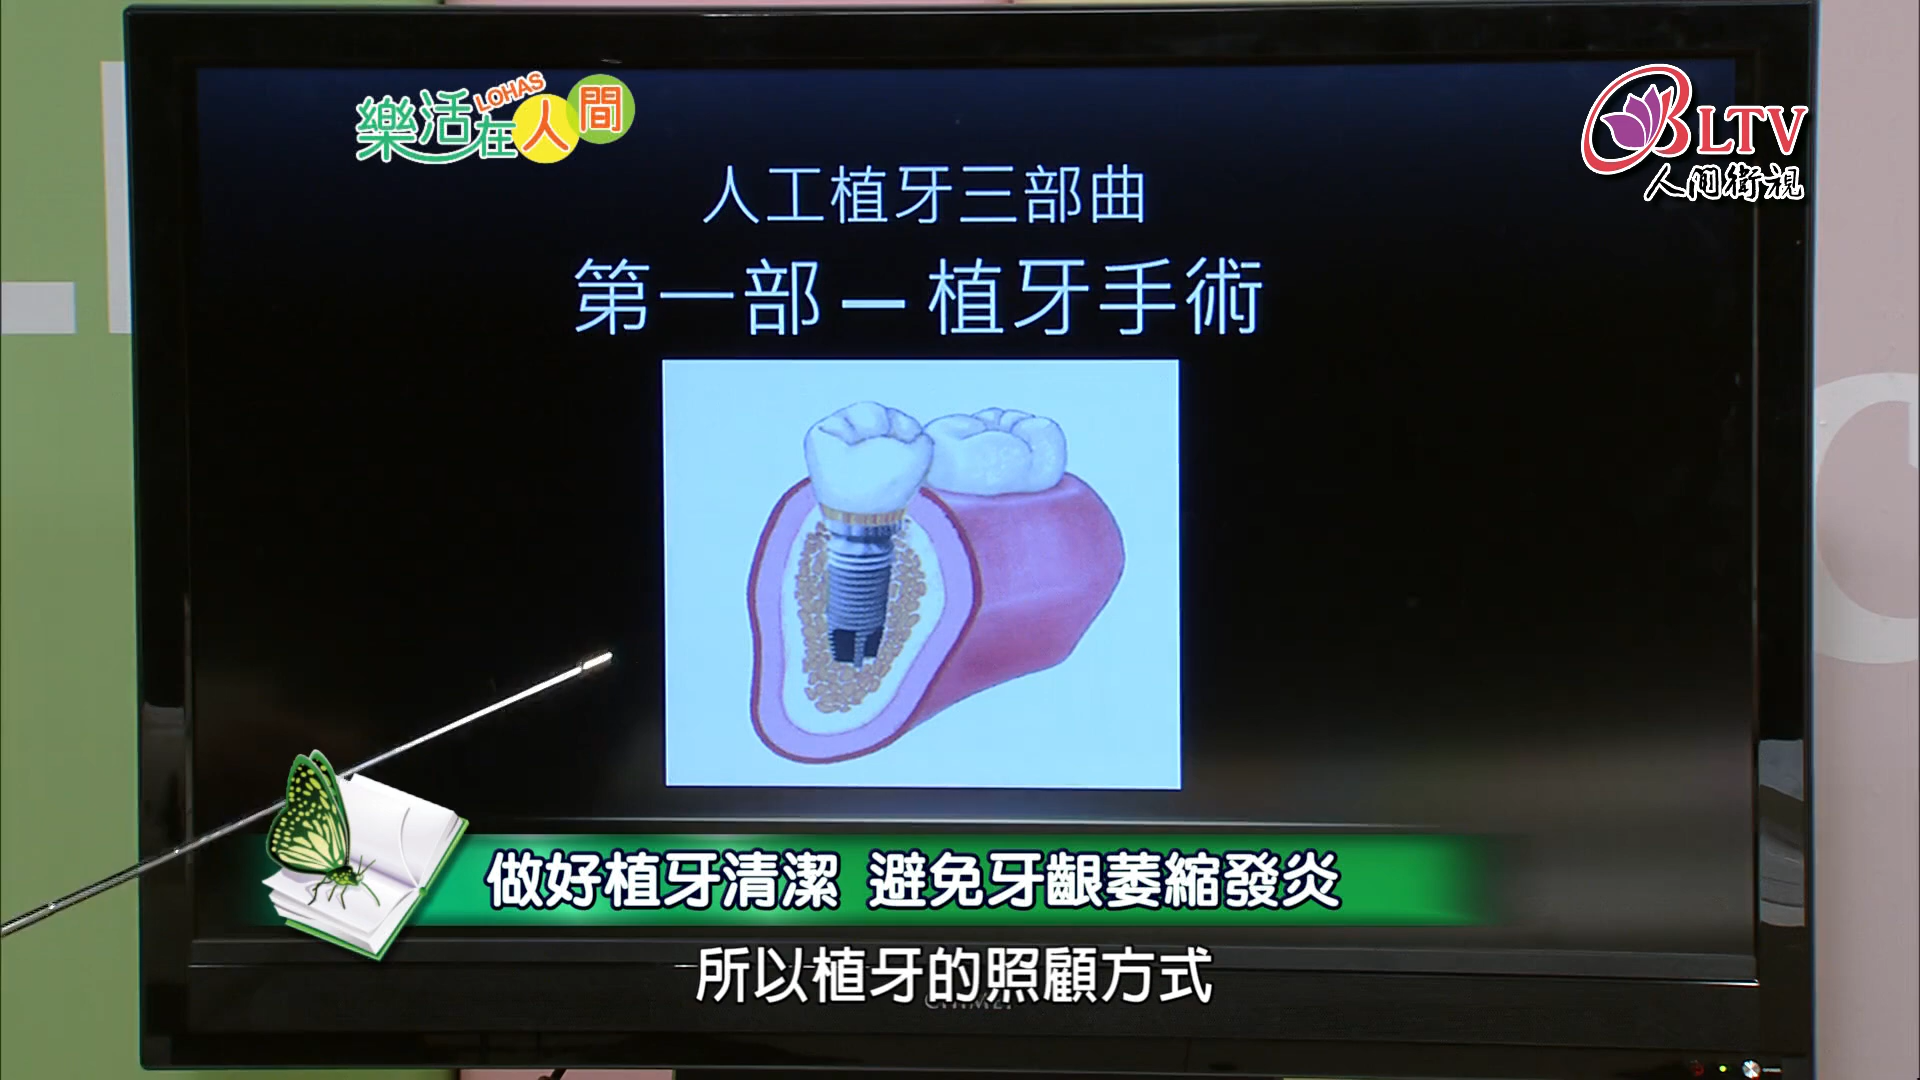 樂活在人間
LOHAS
BLTV
人間衛視
人工植牙三部曲
第一部 – 植牙手術
做好植牙清潔 避免牙齦萎縮發炎
所以植牙的照顧方式